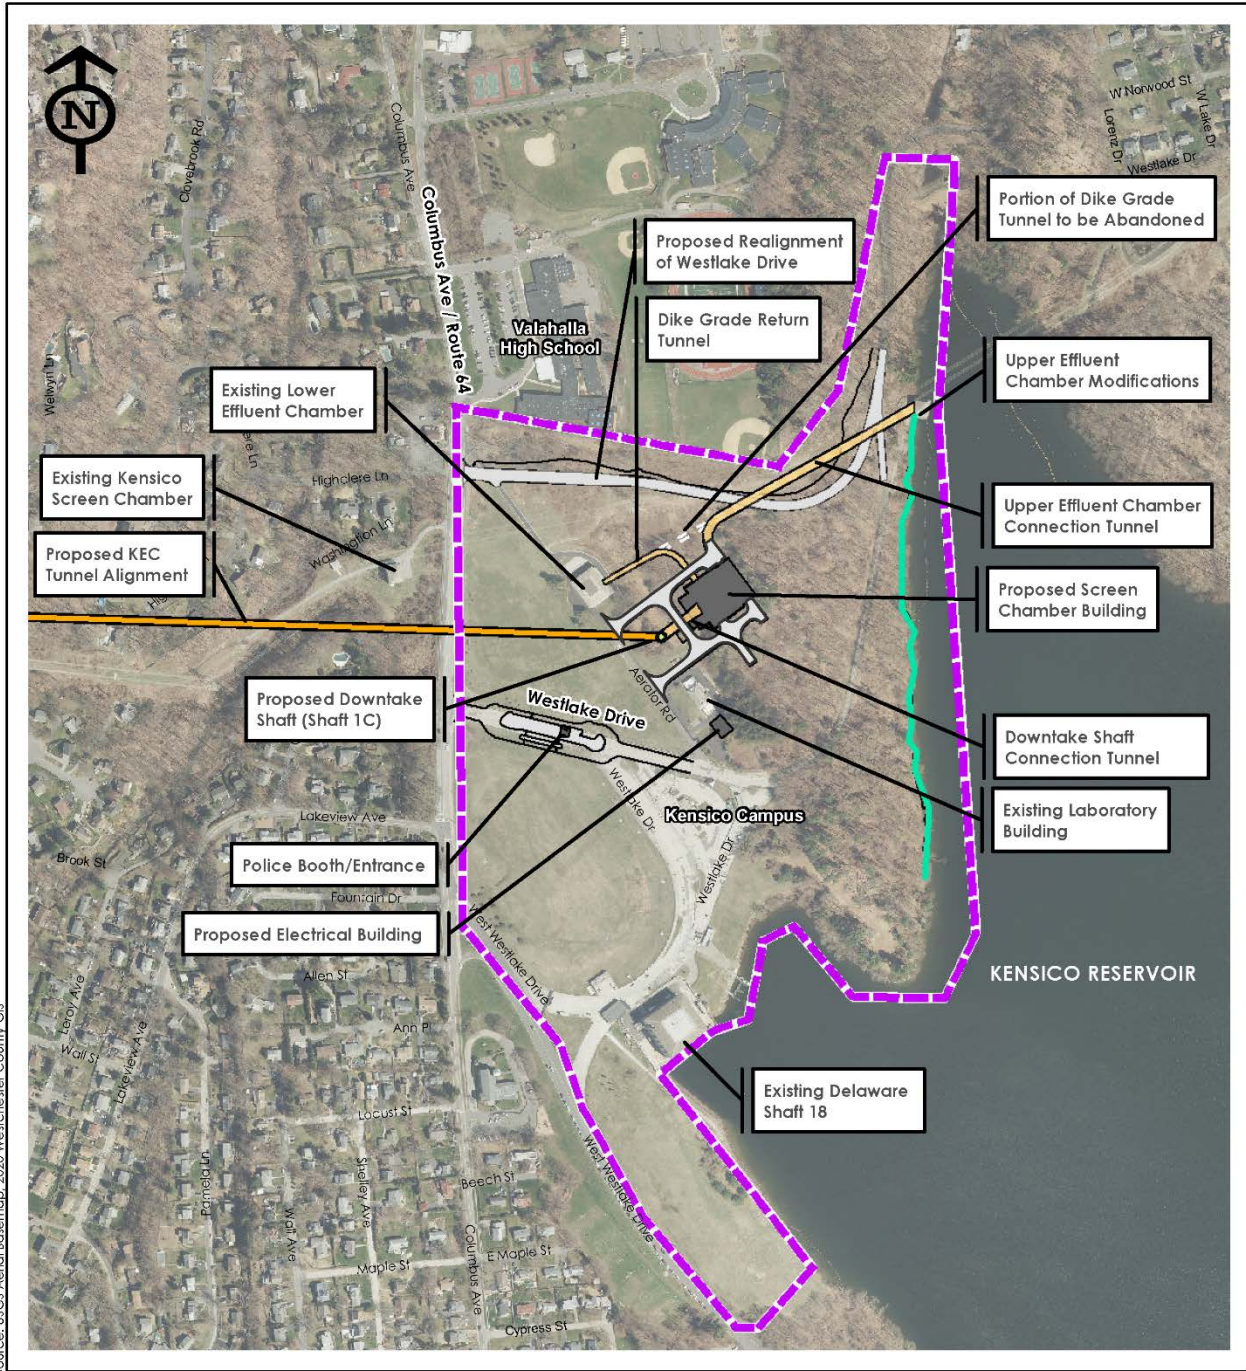 N
W Norwood St
Lorenz Dr
W Lake Dr
Westlake Dr
Clovebrook Rd
Columbus Ave
Columbus Ave / Route 64
Portion of Dike Grade
Tunnel to be Abandoned
Proposed Realignment
of Westlake Drive
Valahalla
High School
Dike Grade Return
Tunnel
Upper Effluent
Chamber Modifications
Welwyn Ln
Existing Lower
Effluent Chamber
ere Ln
Highclere Ln
Existing Kensico
Screen Chamber
Washington Ln
Upper Effluent Chamber
Connection Tunnel
Proposed KEC
Tunnel Alignment
Proposed Screen
Chamber Building
Proposed Downtake
Shaft (Shaft 1C)
Westlake Drive
Aerator Rd
Downtake Shaft
Connection Tunnel
Westlake Dr
Kensico Campus
Existing Laboratory
Building
Lakeview Ave
Brook St
Police Booth/Entrance
Westlake Dr
Fountain Dr
Proposed Electrical Building
West Westlake Drive
Allen St
KENSICO RESERVOIR
Leroy Ave
Wall St
Lakeview Ave
Ann Pl
Existing Delaware
Shaft 18
Locust St
Pamela Ln
Shelley Ave
Beech St
West Westlake Drive
Walt Ave
Maple St
Columbus Ave
E Maple St
Cypress St